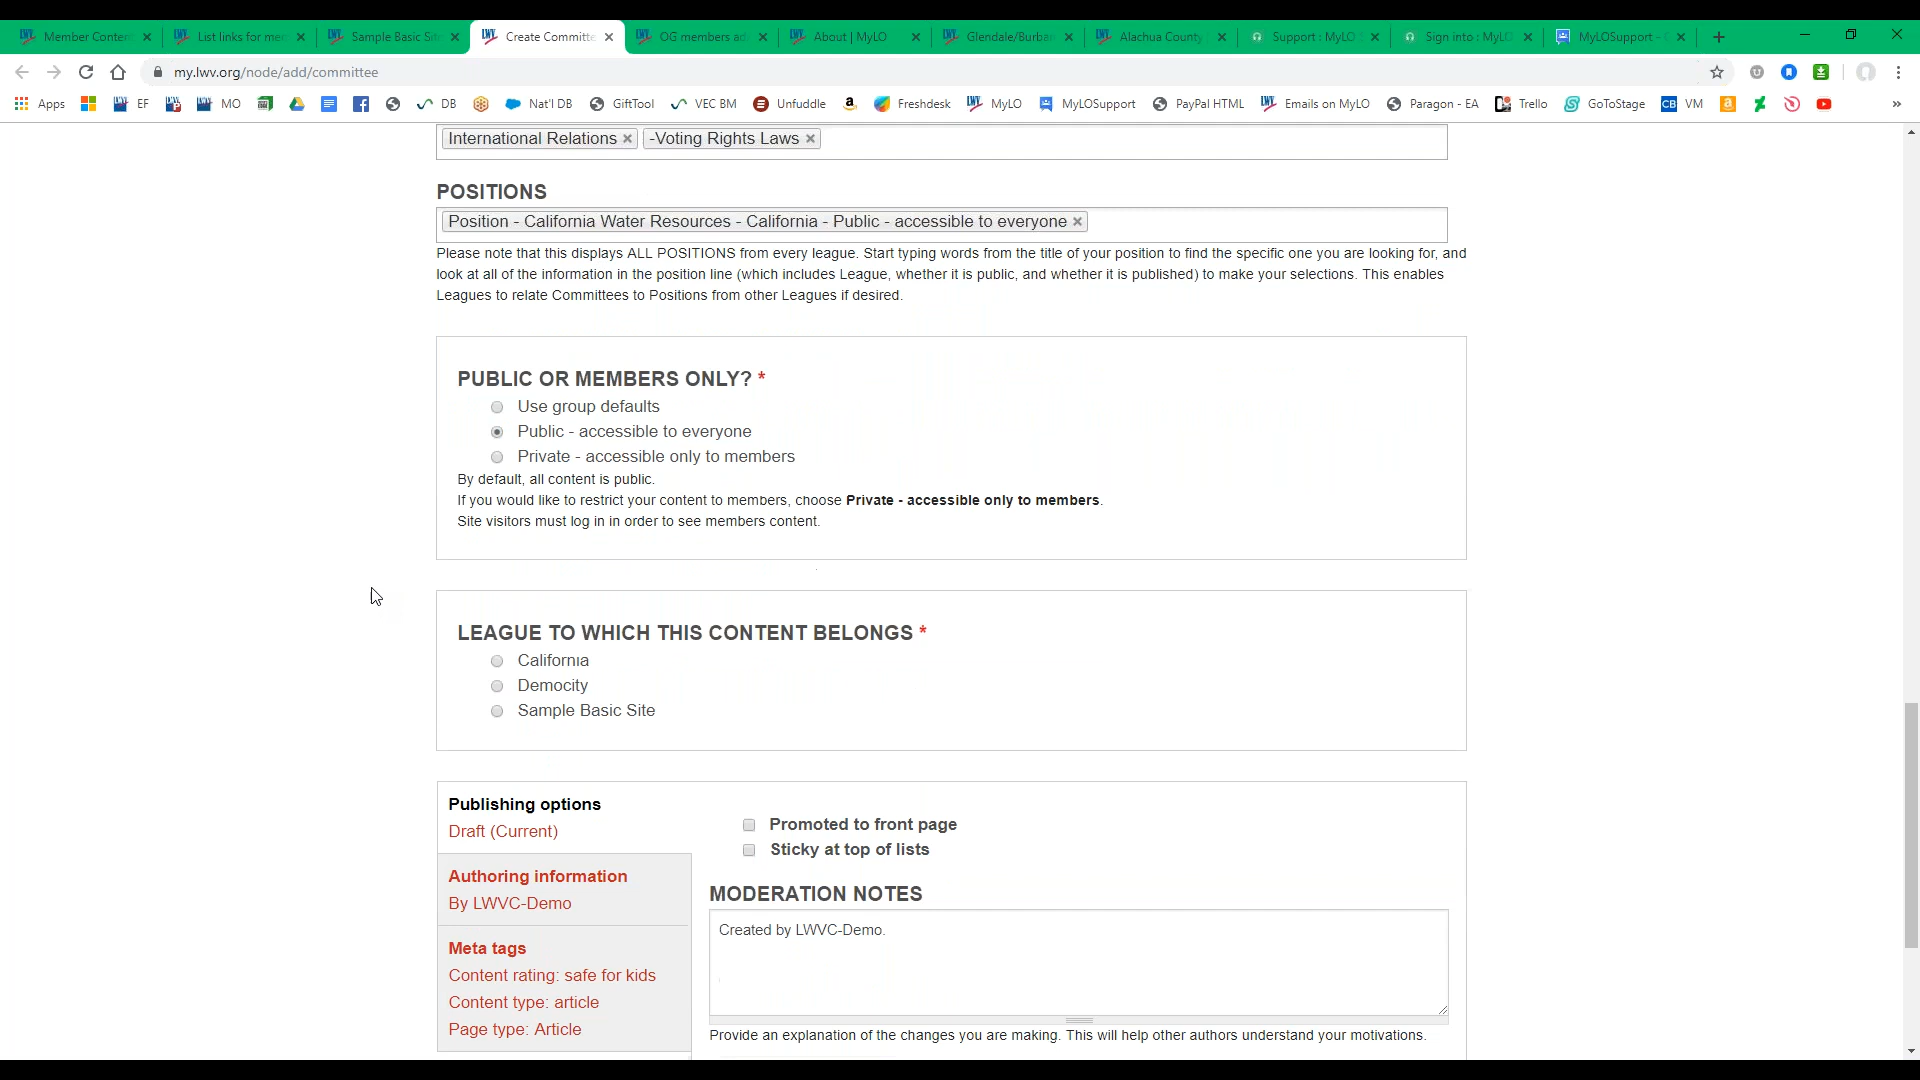 Member Conten
List links for me
Sample Basic Sit
Create Committe
OG members ad
About | MyLO
Glendale/Burba
Alachua County
Support : MyLO S
Sign into : MyLO
MyLOSupport -
my.lwv.org/node/add/committee
Apps
EF
MO
DB
Nat'l DB
GiftTool
VEC BM
Unfuddle
Freshdesk
MyLO
MyLOSupport
PayPal HTML
Emails on MyLO
Paragon - EA
Trello
GoToStage
CB VM
»
International Relations × -Voting Rights Laws ×
POSITIONS
Position - California Water Resources - California - Public - accessible to everyone ×
Please note that this displays ALL POSITIONS from every league. Start typing words from the title of your position to find the specific one you are looking for, and
look at all of the information in the position line (which includes League, whether it is public, and whether it is published) to make your selections. This enables
Leagues to relate Committees to Positions from other Leagues if desired.
PUBLIC OR MEMBERS ONLY? *
Use group defaults
Public - accessible to everyone
Private - accessible only to members
By default, all content is public.
If you would like to restrict your content to members, choose Private - accessible only to members.
Site visitors must log in in order to see members content.
LEAGUE TO WHICH THIS CONTENT BELONGS *
California
Democity
Sample Basic Site
Publishing options
Draft (Current)
Promoted to front page
Sticky at top of lists
Authoring information
By LWVC-Demo
MODERATION NOTES
Created by LWVC-Demo.
Meta tags
Content rating: safe for kids
Content type: article
Page type: Article
Provide an explanation of the changes you are making. This will help other authors understand your motivations.